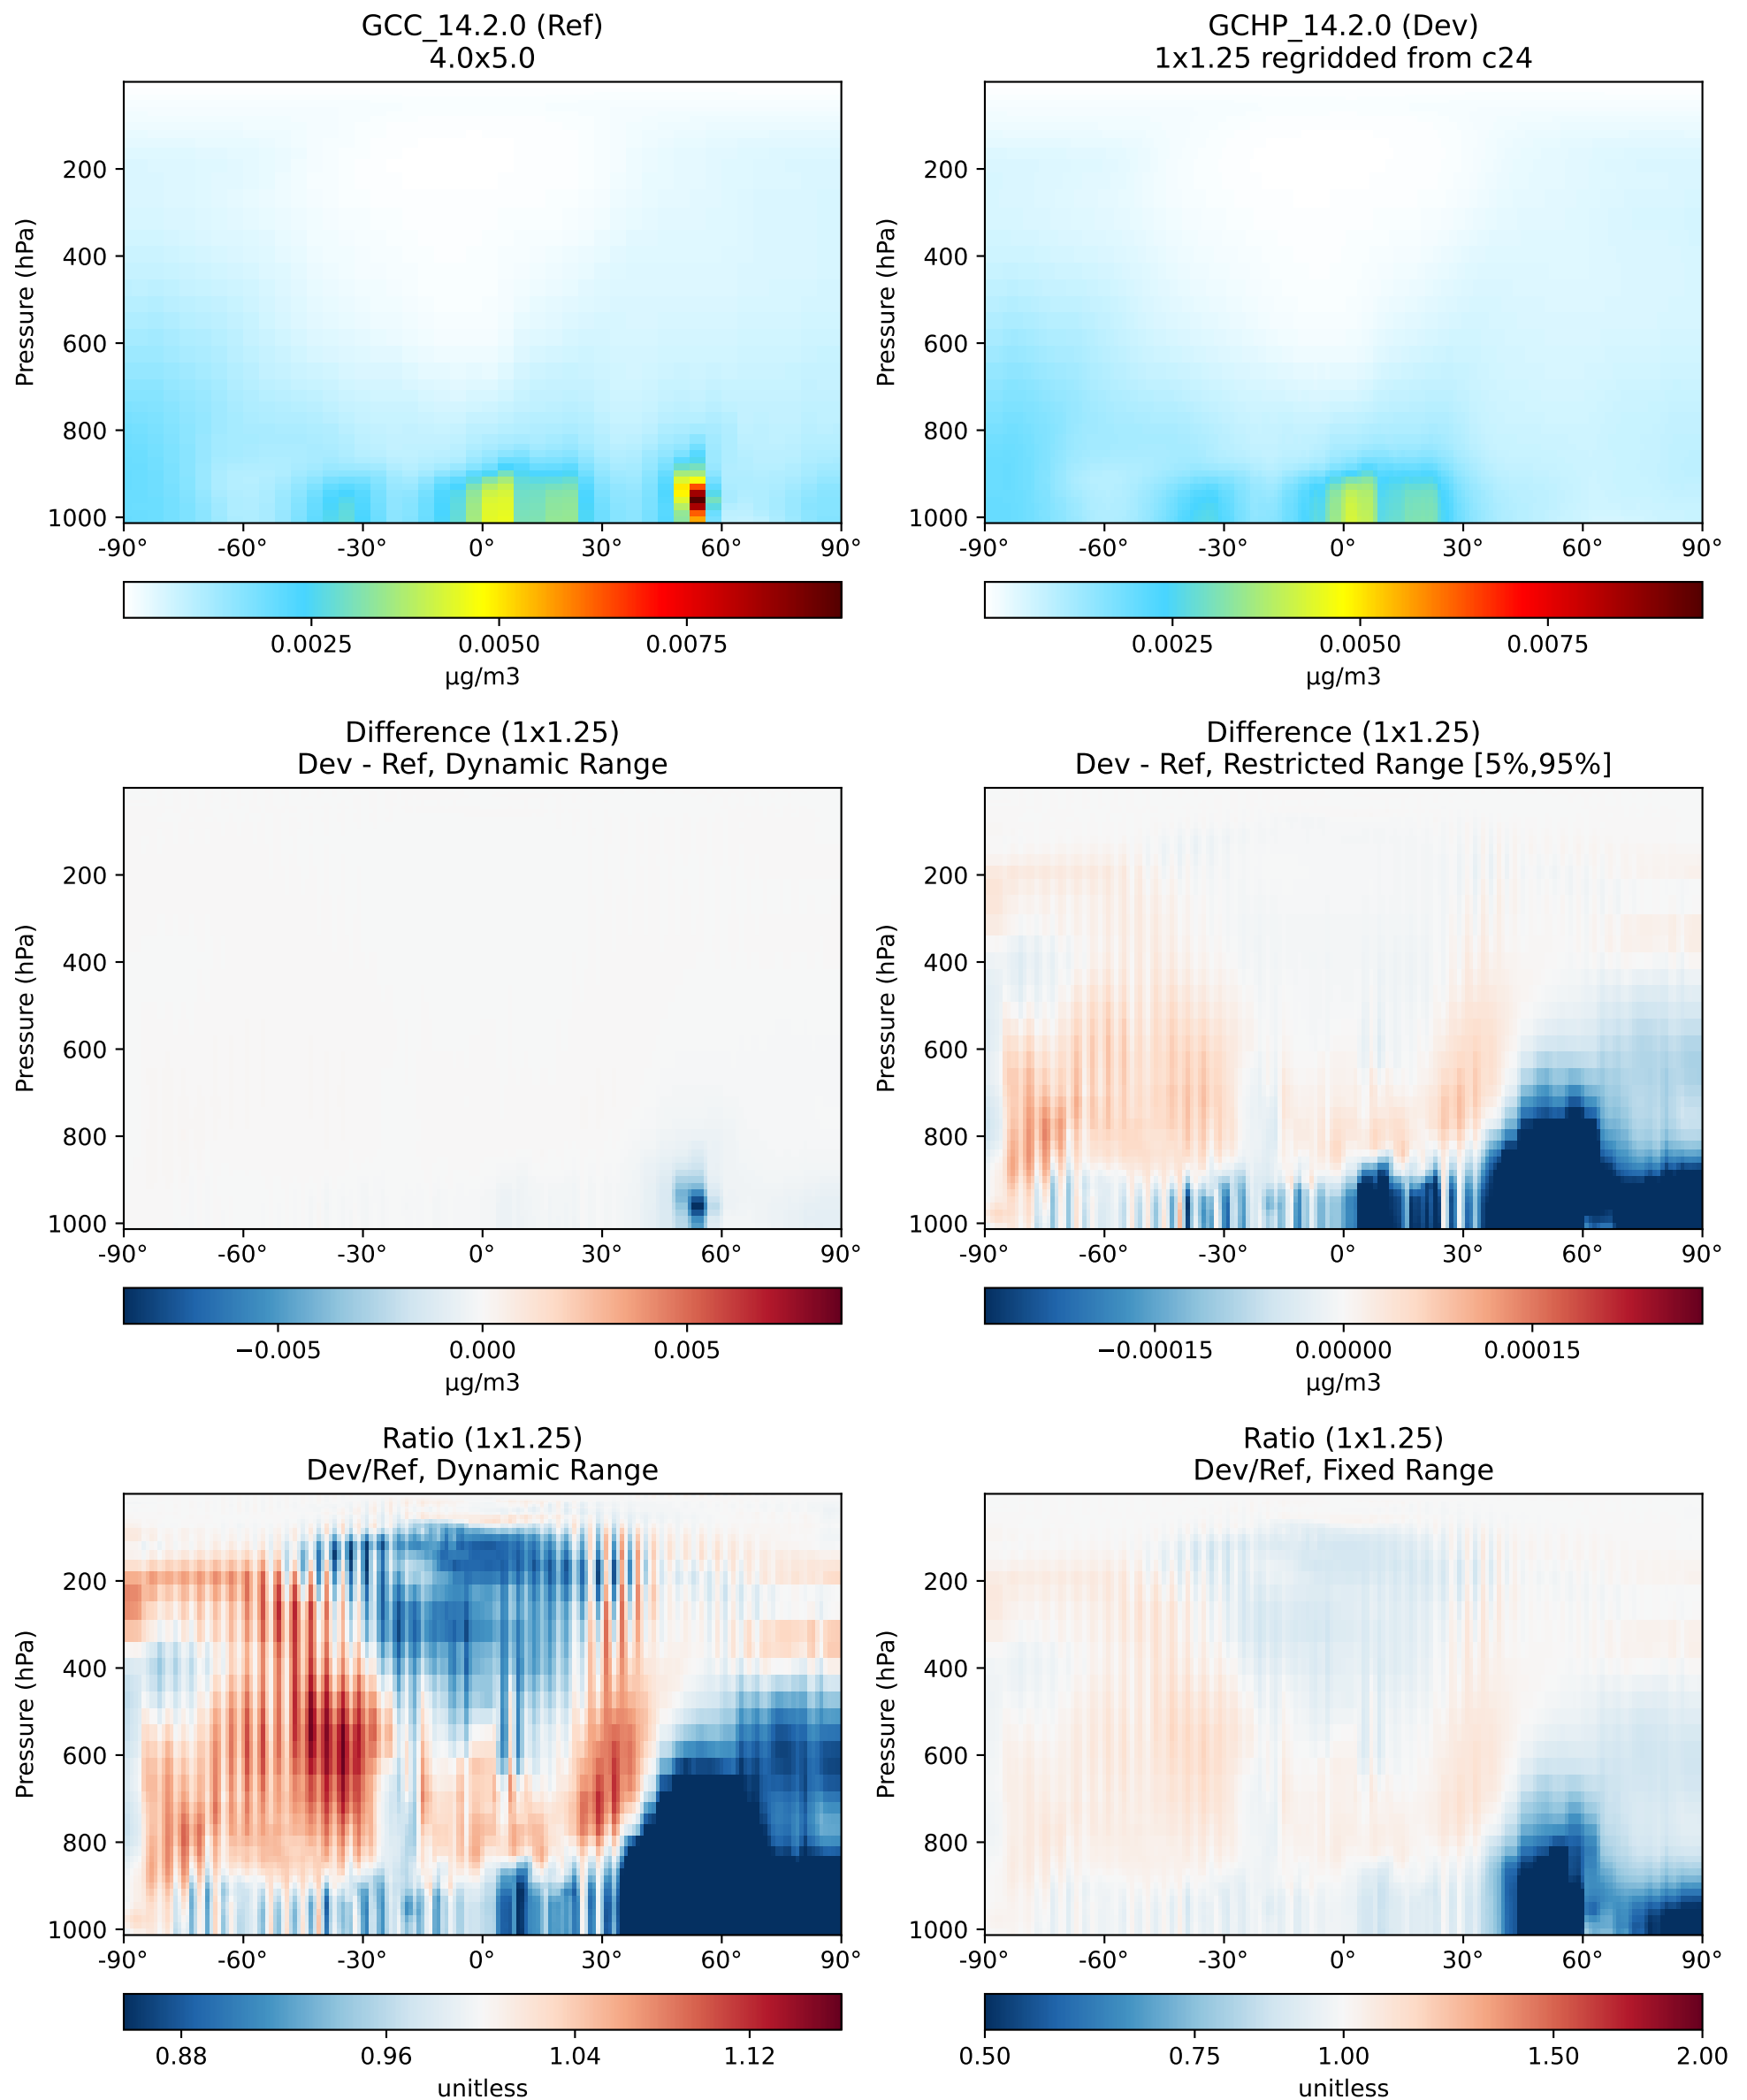 GCC_14.2.0 (Ref)
4.0x5.0
Pressure (hPa)
200
400
600
800
1000
-90° -60° -30° 0° 30° 60° 90°
0.0025 0.0050 0.0075
μg/m3
GCHP_14.2.0 (Dev)
1x1.25 regridded from c24
Pressure (hPa)
200
400
600
800
1000
-90° -60° -30° 0° 30° 60° 90°
0.0025 0.0050 0.0075
μg/m3
Difference (1x1.25)
Dev - Ref, Dynamic Range
Pressure (hPa)
200
400
600
800
1000
-90° -60° -30° 0° 30° 60° 90°
−0.005 0.000 0.005
μg/m3
Difference (1x1.25)
Dev - Ref, Restricted Range [5%,95%]
Pressure (hPa)
200
400
600
800
1000
-90° -60° -30° 0° 30° 60° 90°
−0.00015 0.00000 0.00015
μg/m3
Ratio (1x1.25)
Dev/Ref, Dynamic Range
Pressure (hPa)
200
400
600
800
1000
-90° -60° -30° 0° 30° 60° 90°
0.88 0.96 1.04 1.12
unitless
Ratio (1x1.25)
Dev/Ref, Fixed Range
Pressure (hPa)
200
400
600
800
1000
-90° -60° -30° 0° 30° 60° 90°
0.50 0.75 1.00 1.50 2.00
unitless